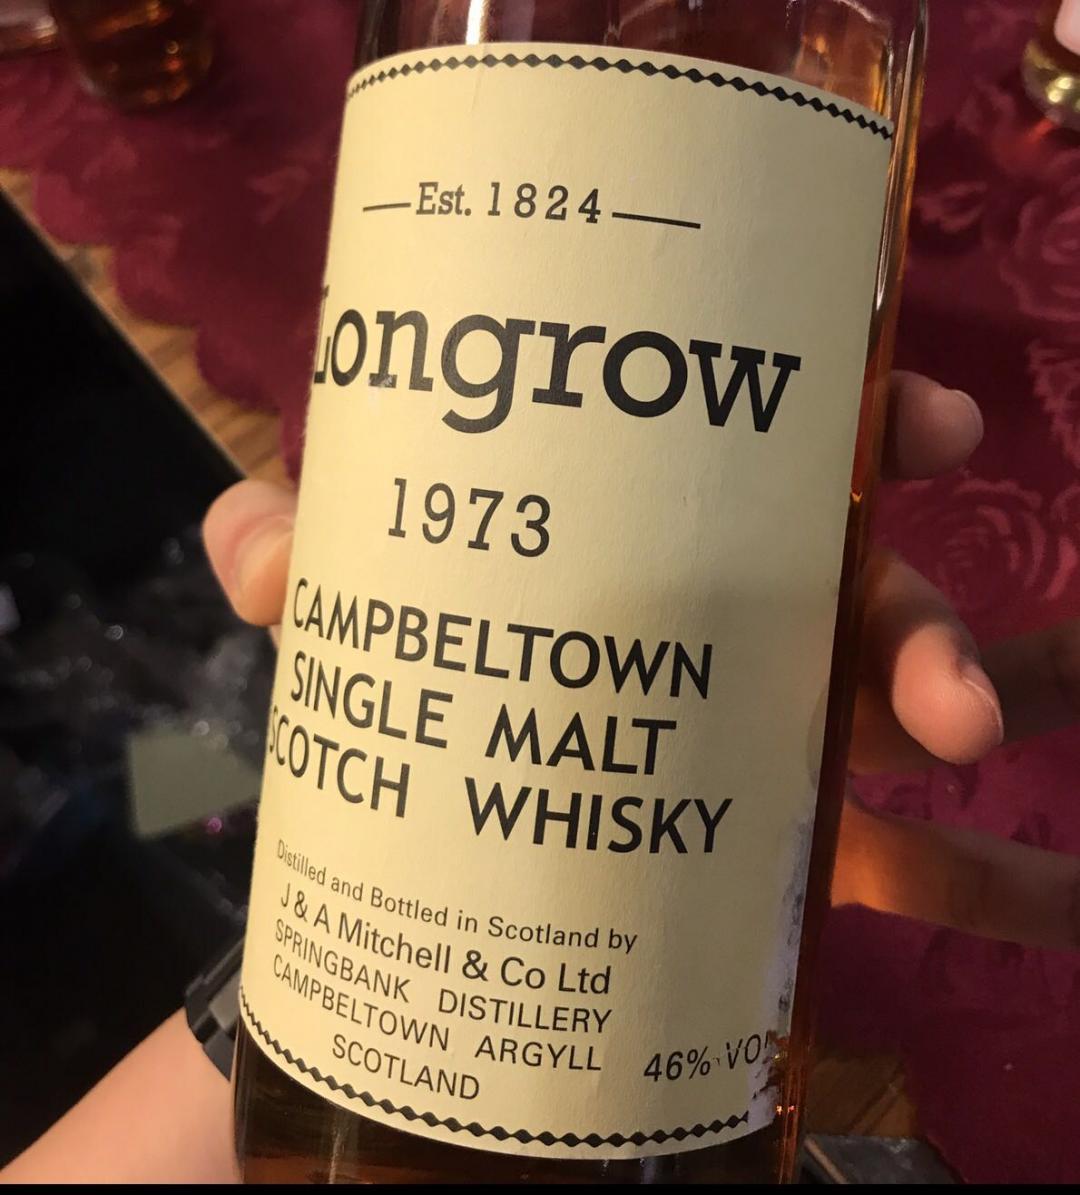 Est. 1824
Longrow
1973
CAMPBELTOWN
SINGLE MALT
SCOTCH WHISKY
Distilled and Bottled in Scotland by
J & A Mitchell & Co Ltd
SPRINGBANK DISTILLERY
CAMPBELTOWN ARGYLL
SCOTLAND
46% VOL